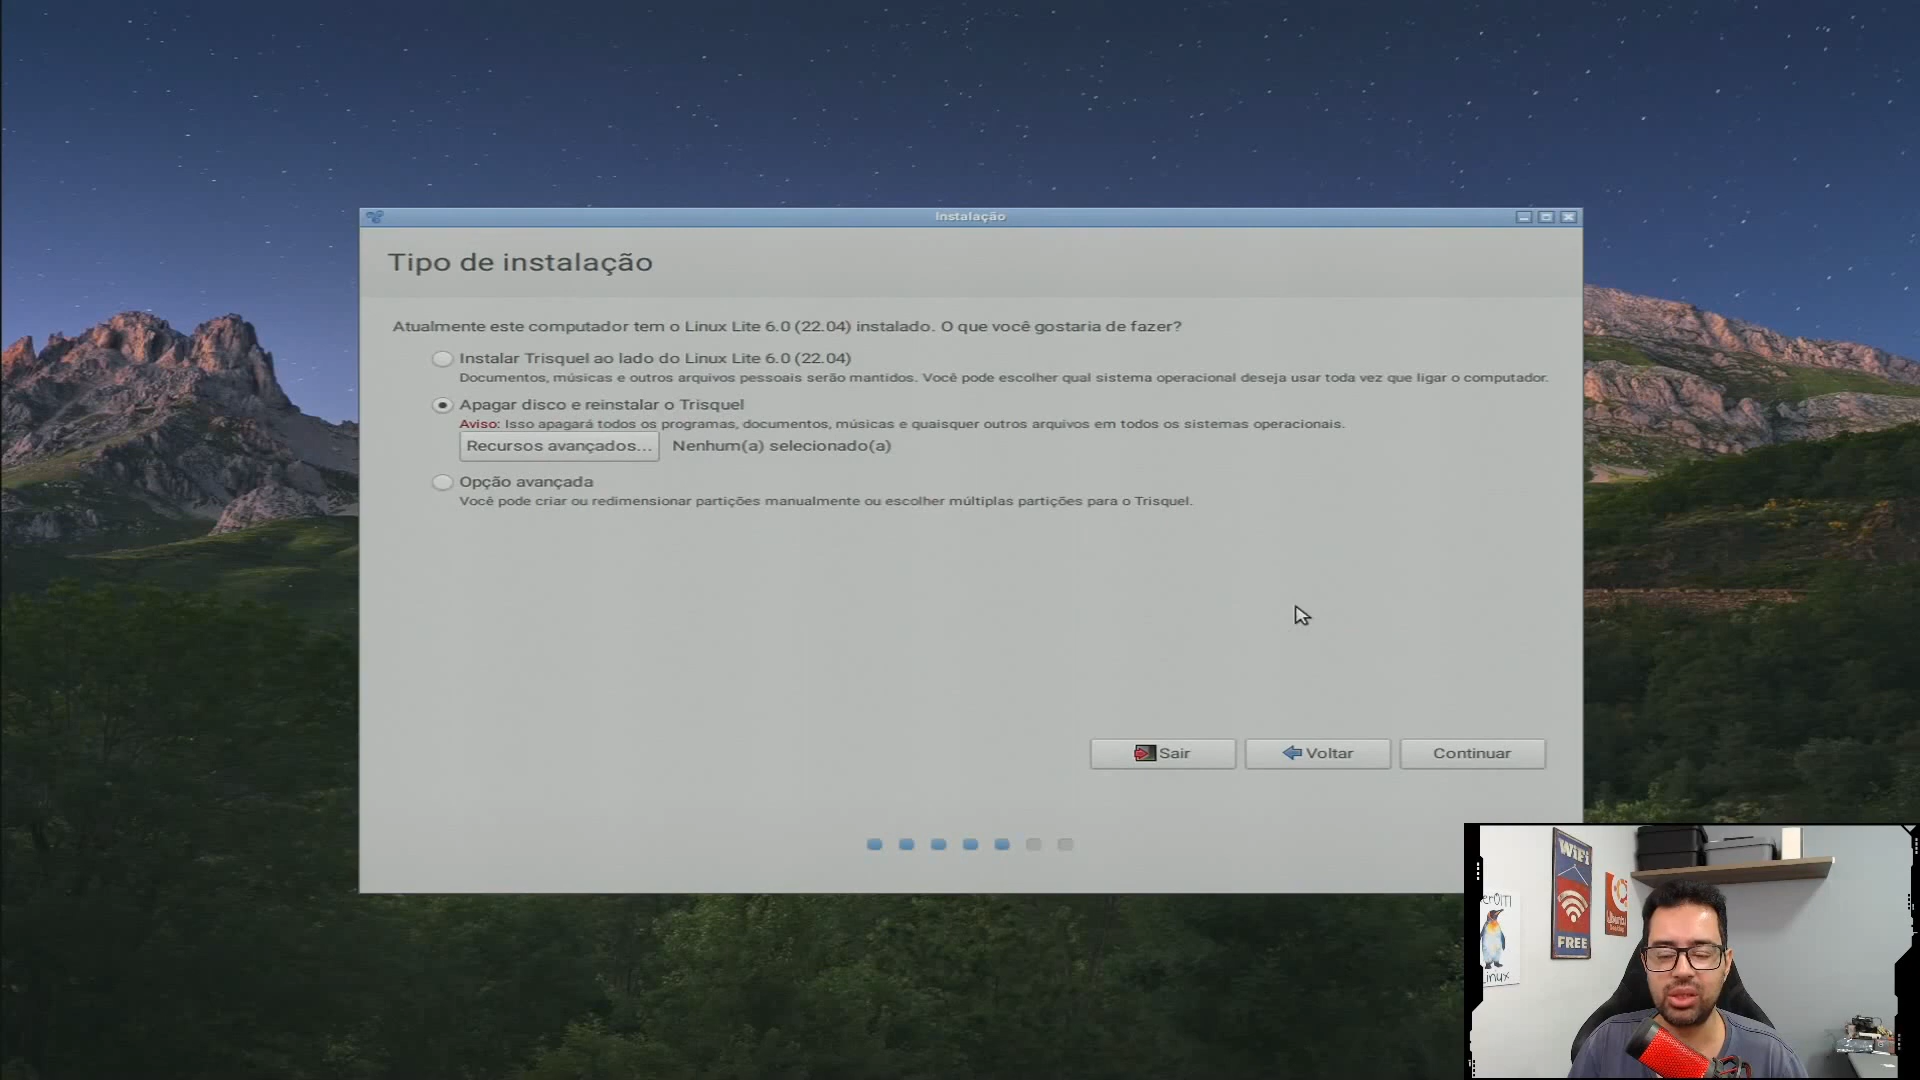 Instalação
Tipo de instalação
Atualmente este computador tem o Linux Lite 6.0 (22.04) instalado. O que você gostaria de fazer?
Instalar Trisquel ao lado do Linux Lite 6.0 (22.04)
Documentos, músicas e outros arquivos pessoais serão mantidos. Você pode escolher qual sistema operacional deseja usar toda vez que ligar o computador.
Apagar disco e reinstalar o Trisquel
Aviso: Isso apagará todos os programas, documentos, músicas e quaisquer outros arquivos em todos os sistemas operacionais.
Recursos avançados... Nenhum(a) selecionado(a)
Opção avançada
Você pode criar ou redimensionar partições manualmente ou escolher múltiplas partições para o Trisquel.
Sair Voltar Continuar
WiFi
FREE
Ubuntu
inux